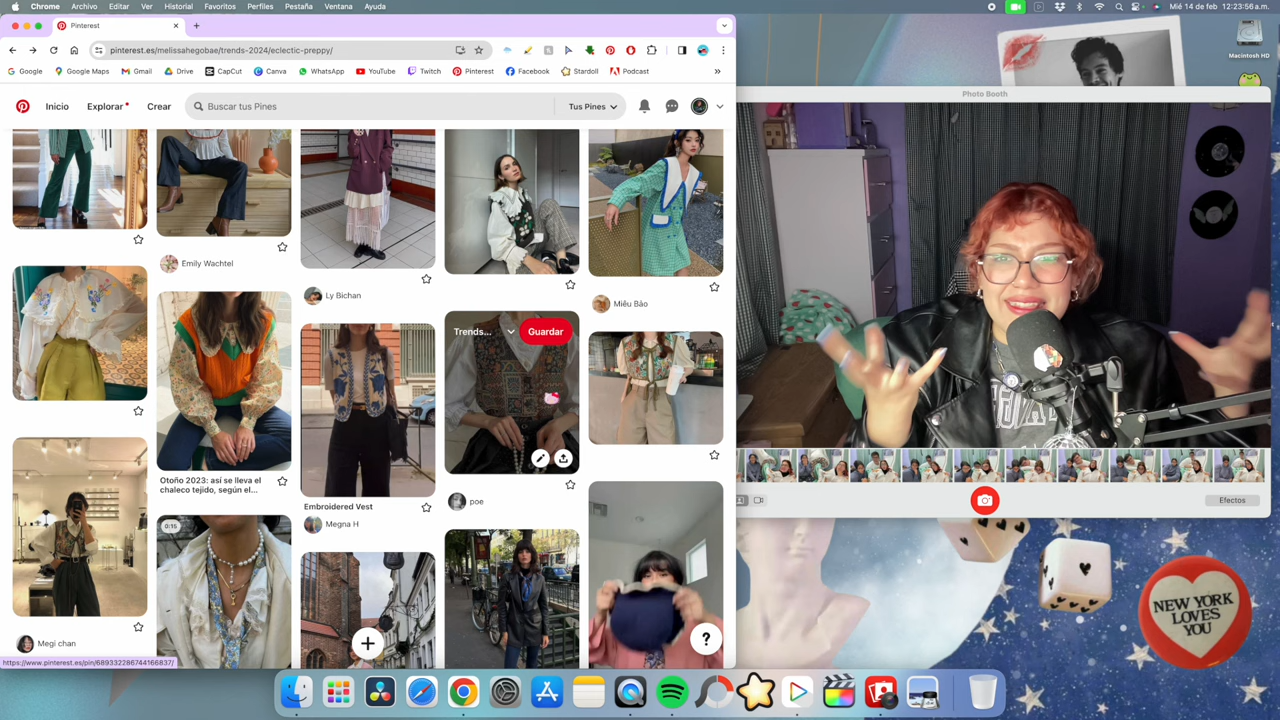 Chrome Archivo Editar Ver Historial Favoritos Perfiles Pestaña Ventana Ayuda
Mié 14 de feb 12:23:56 a.m.
Pinterest
pinterest.es/melissahegobae/trends-2024/eclectic-preppy/
Google Google Maps Gmail Drive CapCut Canva WhatsApp YouTube Twitch Pinterest Facebook Stardoll Podcast
Inicio Explorar Crear Buscar tus Pines Tus Pines
Emily Wachtel
Ly Bichan
Miêu Bảo
Trends... Guardar
Otoño 2023: así se lleva el
chaleco tejido, según el...
Embroidered Vest
Megna H
poe
0:15
Megi chan
https://www.pinterest.es/pin/689332286744166837/
Photo Booth
Efectos
Macintosh HD
NEW YORK
LOVES
YOU